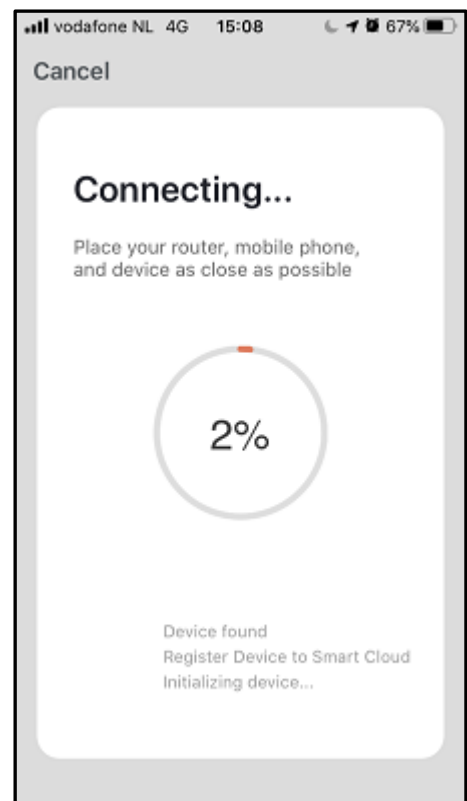 vodafone NL 4G 15:08 67%
Cancel
Connecting...
Place your router, mobile phone,
and device as close as possible
2%
Device found
Register Device to Smart Cloud
Initializing device...